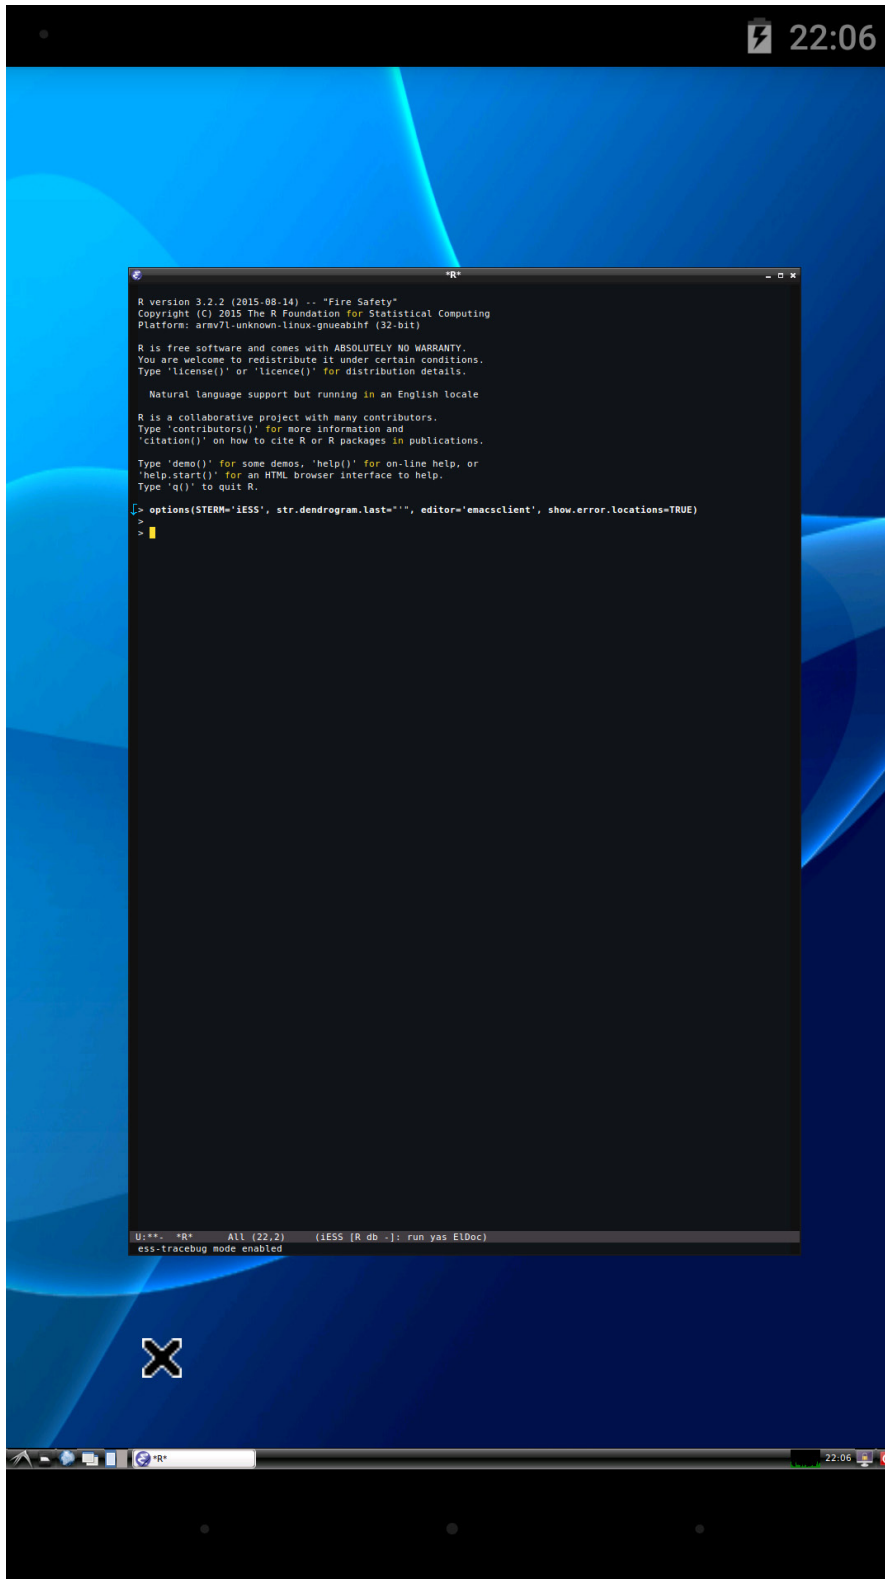 22:06
*R*
R version 3.2.2 (2015-08-14) -- "Fire Safety"
Copyright (C) 2015 The R Foundation for Statistical Computing
Platform: armv7l-unknown-linux-gnueabihf (32-bit)
R is free software and comes with ABSOLUTELY NO WARRANTY.
You are welcome to redistribute it under certain conditions.
Type 'license()' or 'licence()' for distribution details.
Natural language support but running in an English locale
R is a collaborative project with many contributors.
Type 'contributors()' for more information and
'citation()' on how to cite R or R packages in publications.
Type 'demo()' for some demos, 'help()' for on-line help, or
'help.start()' for an HTML browser interface to help.
Type 'q()' to quit R.
> options(STERM='iESS', str.dendrogram.last="'", editor='emacsclient', show.error.locations=TRUE)
>
>
U:**-  *R*      All (22,2)     (iESS [R db -]: run yas ElDoc)
ess-tracebug mode enabled
*R*
22:06